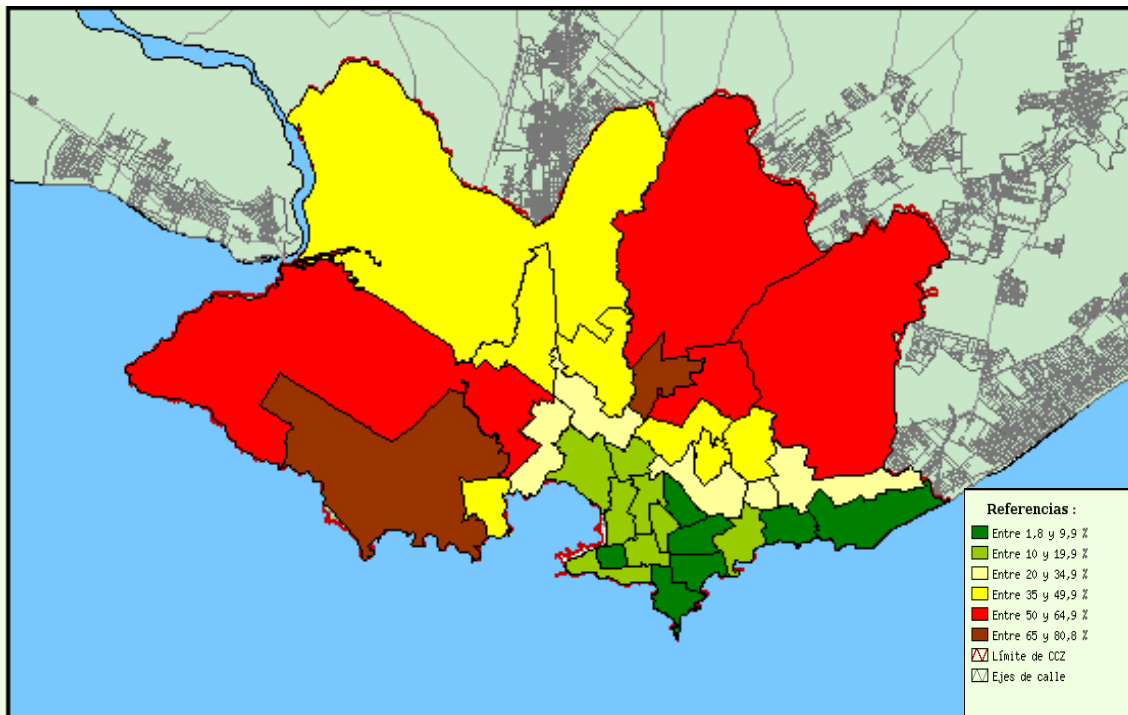 Referencias :
Entre 1,8 y 9,9 %
Entre 10 y 19,9 %
Entre 20 y 34,9 %
Entre 35 y 49,9 %
Entre 50 y 64,9 %
Entre 65 y 80,8 %
Límite de CCZ
Ejes de calle